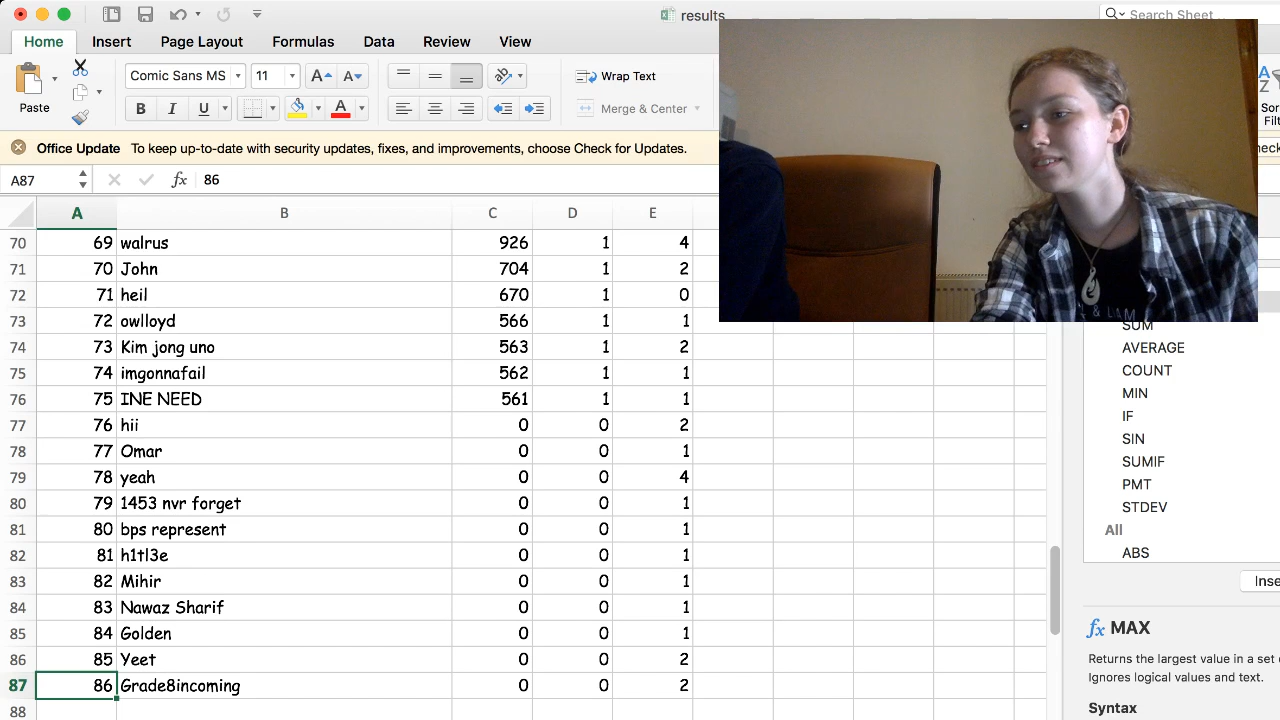 results
Search Sheet
Home Insert Page Layout Formulas Data Review View
Paste
Comic Sans MS 11 A A
Wrap Text
B I U A
Merge & Center
A
Z
Office Update To keep up-to-date with security updates, fixes, and improvements, choose Check for Updates.
A87 fx 86
A B C D E
70 69 walrus 926 1 4
71 70 John 704 1 2
72 71 heil 670 1 0
73 72 owlloyd 566 1 1
74 73 Kim jong uno 563 1 2
75 74 imgonnafail 562 1 1
76 75 INE NEED 561 1 1
77 76 hii 0 0 2
78 77 Omar 0 0 1
79 78 yeah 0 0 4
80 79 1453 nvr forget 0 0 1
81 80 bps represent 0 0 1
82 81 h1tl3e 0 0 1
83 82 Mihir 0 0 1
84 83 Nawaz Sharif 0 0 1
85 84 Golden 0 0 1
86 85 Yeet 0 0 2
87 86 Grade8incoming 0 0 2
88
SUM
AVERAGE
COUNT
MIN
IF
SIN
SUMIF
PMT
STDEV
All
ABS
fx MAX
Returns the largest value in a set
Ignores logical values and text.
Syntax